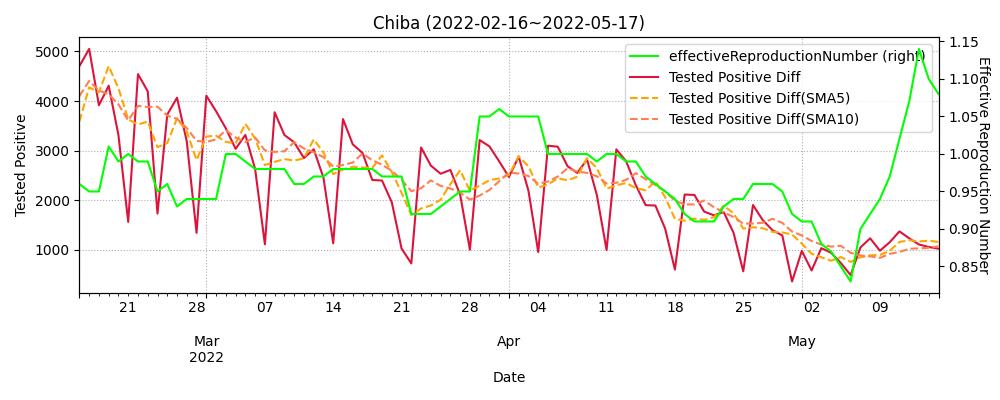 Chiba (2022-02-16~2022-05-17)
effectiveReproductionNumber (right)
Tested Positive Diff
Tested Positive Diff(SMA5)
Tested Positive Diff(SMA10)
Tested Positive
5000
4000
3000
2000
1000
1.15
1.10
1.05
1.00
0.95
0.90
0.85
Effective Reproduction Number
21 28 07 14 21 28 04 11 18 25 02 09
Mar Apr May
2022
Date